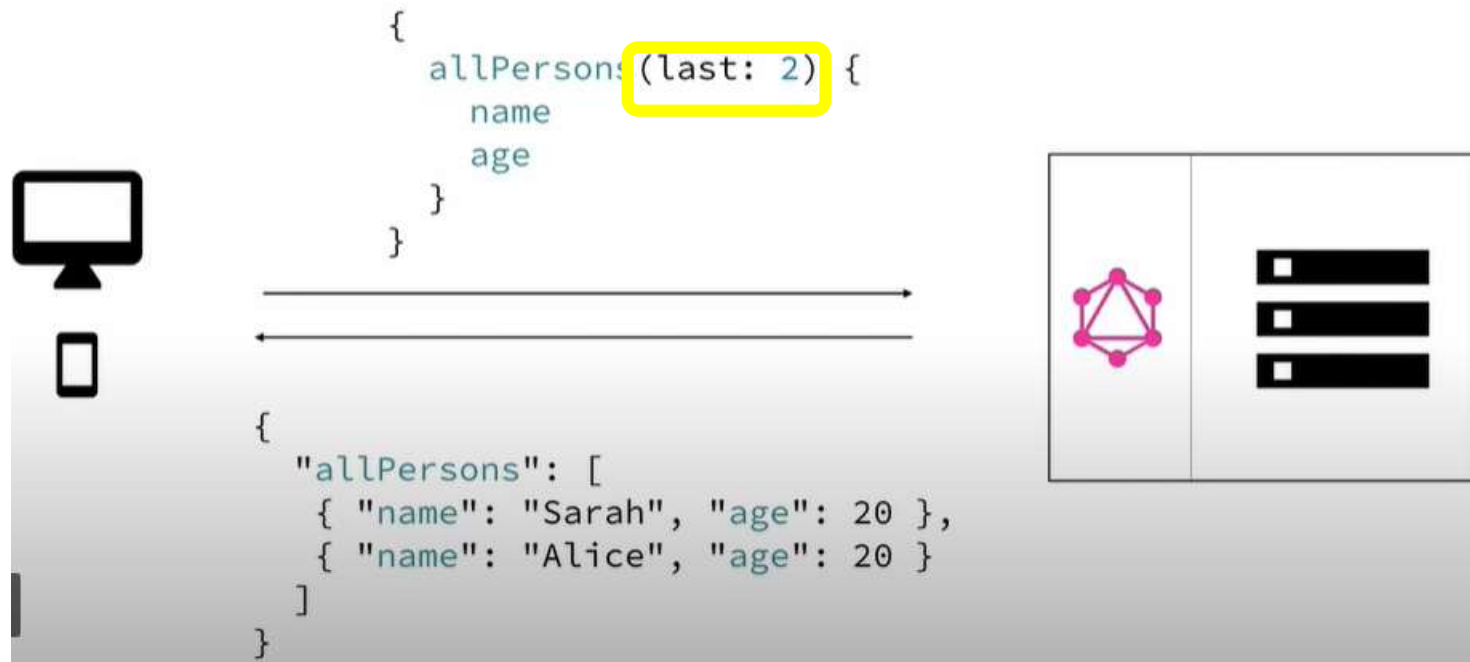 {
allPersons(last: 2) {
name
age
}
}
{
"allPersons": [
{ "name": "Sarah", "age": 20 },
{ "name": "Alice", "age": 20 }
]
}